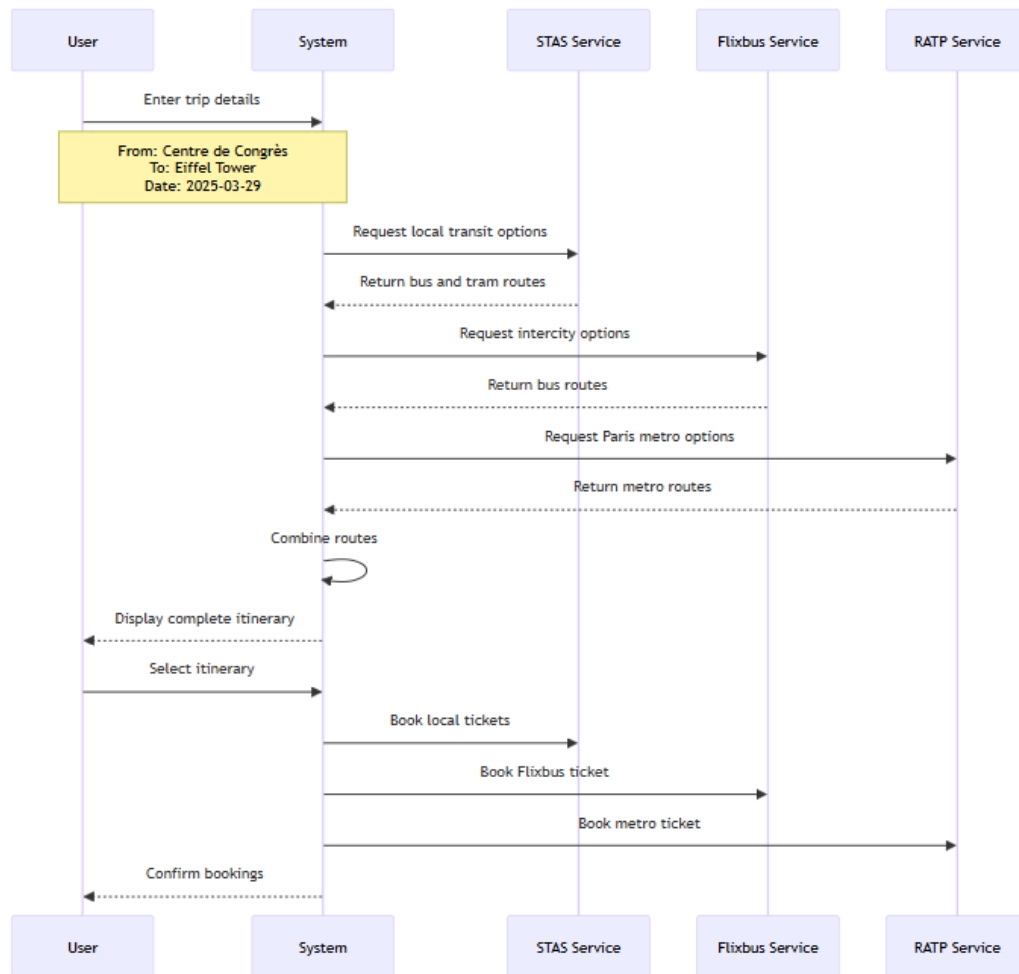 User
System
STAS Service
Flixbus Service
RATP Service
Enter trip details
From: Centre de Congrès
To: Eiffel Tower
Date: 2025-03-29
Request local transit options
Return bus and tram routes
Request intercity options
Return bus routes
Request Paris metro options
Return metro routes
Combine routes
Display complete itinerary
Select itinerary
Book local tickets
Book Flixbus ticket
Book metro ticket
Confirm bookings
User
System
STAS Service
Flixbus Service
RATP Service